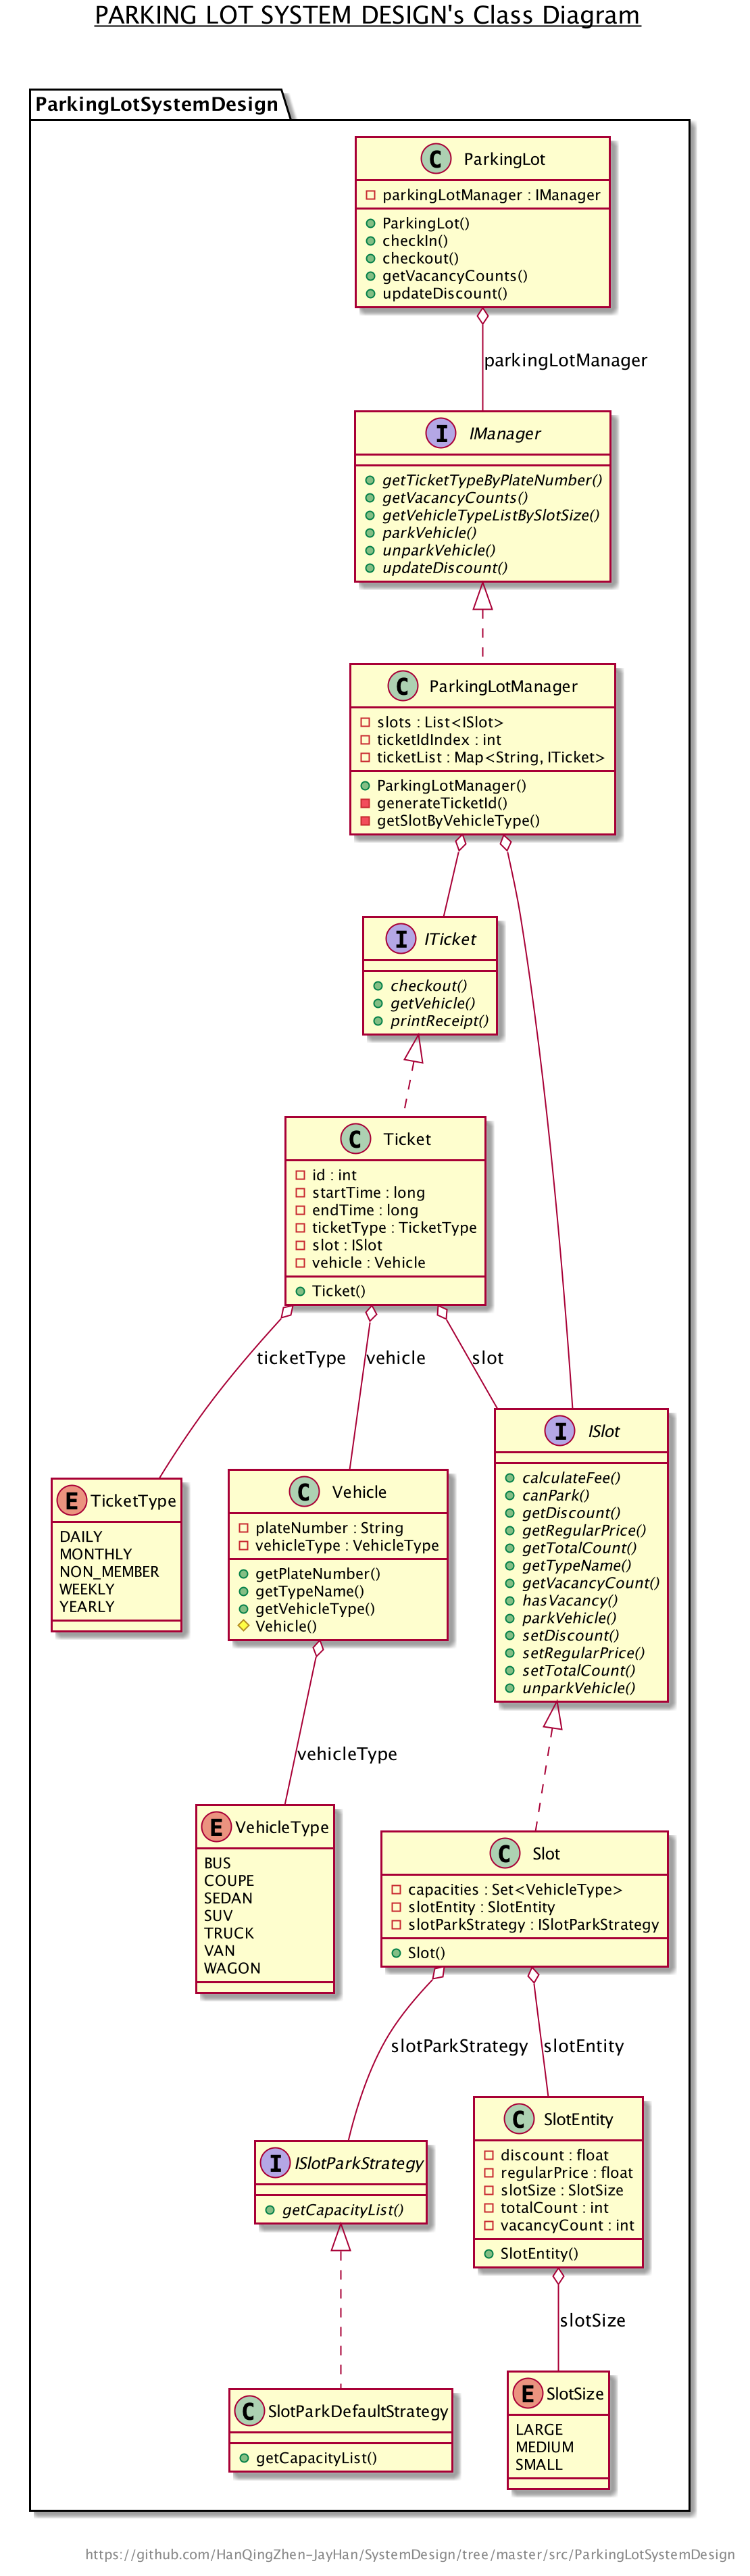 PARKING LOT SYSTEM DESIGN's Class Diagram
ParkingLotSystemDesign
C ParkingLot
parkingLotManager : IManager
ParkingLot()
checkIn()
checkout()
getVacancyCounts()
updateDiscount()
parkingLotManager
I IManager
getTicketTypeByPlateNumber()
getVacancyCounts()
getVehicleTypeListBySlotSize()
parkVehicle()
unparkVehicle()
updateDiscount()
C ParkingLotManager
slots : List<ISlot>
ticketIdIndex : int
ticketList : Map<String, ITicket>
ParkingLotManager()
generateTicketId()
getSlotByVehicleType()
I ITicket
checkout()
getVehicle()
printReceipt()
C Ticket
id : int
startTime : long
endTime : long
ticketType : TicketType
slot : ISlot
vehicle : Vehicle
Ticket()
ticketType
vehicle
slot
I ISlot
calculateFee()
canPark()
getDiscount()
getRegularPrice()
getTotalCount()
getTypeName()
getVacancyCount()
hasVacancy()
parkVehicle()
setDiscount()
setRegularPrice()
setTotalCount()
unparkVehicle()
E TicketType
DAILY
MONTHLY
NON_MEMBER
WEEKLY
YEARLY
C Vehicle
plateNumber : String
vehicleType : VehicleType
getPlateNumber()
getTypeName()
getVehicleType()
Vehicle()
vehicleType
E VehicleType
BUS
COUPE
SEDAN
SUV
TRUCK
VAN
WAGON
C Slot
capacities : Set<VehicleType>
slotEntity : SlotEntity
slotParkStrategy : ISlotParkStrategy
Slot()
slotParkStrategy
slotEntity
I ISlotParkStrategy
getCapacityList()
C SlotEntity
discount : float
regularPrice : float
slotSize : SlotSize
totalCount : int
vacancyCount : int
SlotEntity()
slotSize
C SlotParkDefaultStrategy
getCapacityList()
E SlotSize
LARGE
MEDIUM
SMALL
https://github.com/HanQingZhen-JayHan/SystemDesign/tree/master/src/ParkingLotSystemDesign